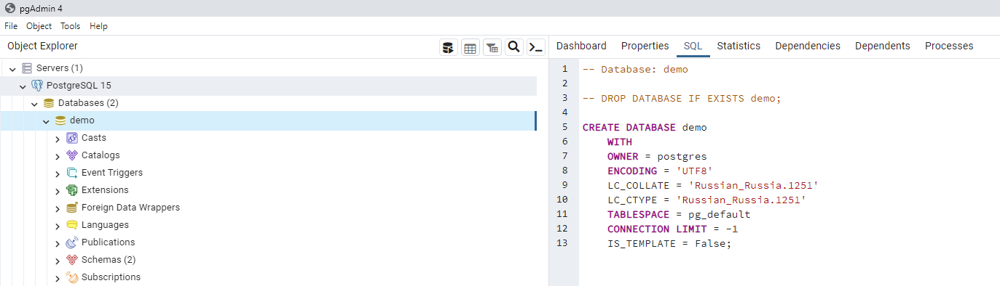 pgAdmin 4
File Object Tools Help
Object Explorer
Dashboard Properties SQL Statistics Dependencies Dependents Processes
Servers (1)
PostgreSQL 15
Databases (2)
demo
Casts
Catalogs
Event Triggers
Extensions
Foreign Data Wrappers
Languages
Publications
Schemas (2)
Subscriptions
1 -- Database: demo
2
3 -- DROP DATABASE IF EXISTS demo;
4
5 CREATE DATABASE demo
6 WITH
7 OWNER = postgres
8 ENCODING = 'UTF8'
9 LC_COLLATE = 'Russian_Russia.1251'
10 LC_CTYPE = 'Russian_Russia.1251'
11 TABLESPACE = pg_default
12 CONNECTION LIMIT = -1
13 IS_TEMPLATE = False;